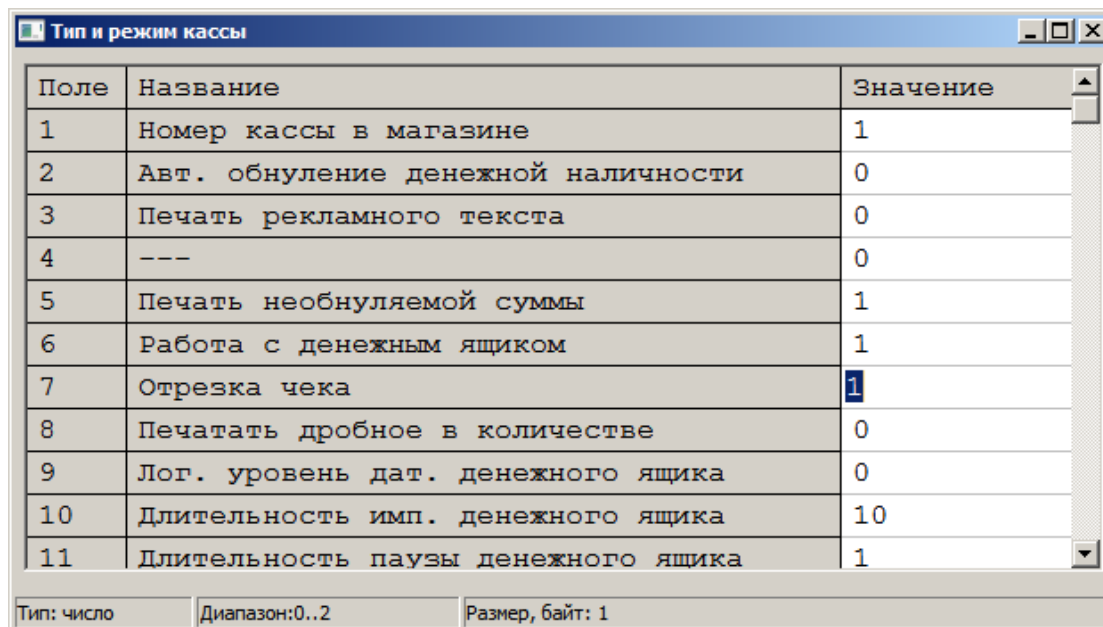 Тип и режим кассы
Поле Название Значение
1 Номер кассы в магазине 1
2 Авт. обнуление денежной наличности 0
3 Печать рекламного текста 0
4 --- 0
5 Печать необнуляемой суммы 1
6 Работа с денежным ящиком 1
7 Отрезка чека 1
8 Печатать дробное в количестве 0
9 Лог. уровень дат. денежного ящика 0
10 Длительность имп. денежного ящика 10
11 Длительность паузы денежного ящика 1
Тип: число Диапазон:0..2 Размер, байт: 1